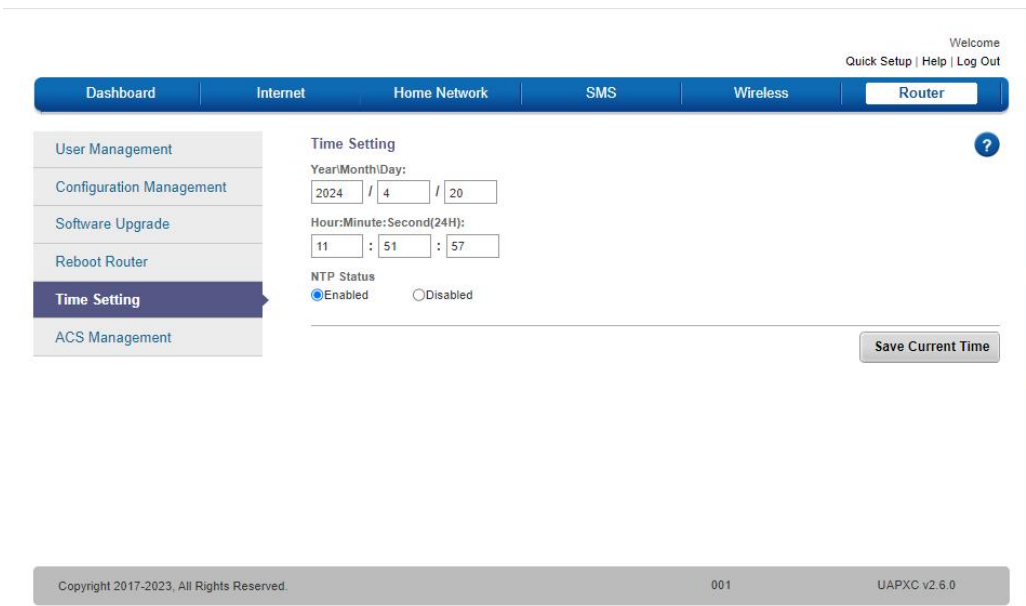 Welcome
Quick Setup | Help | Log Out
Dashboard Internet Home Network SMS Wireless Router
User Management
Configuration Management
Software Upgrade
Reboot Router
Time Setting
ACS Management
Time Setting
?
Year\Month\Day:
2024 / 4 / 20
Hour:Minute:Second(24H):
11 : 51 : 57
NTP Status
Enabled Disabled
Save Current Time
Copyright 2017-2023, All Rights Reserved. 001 UAPXC v2.6.0